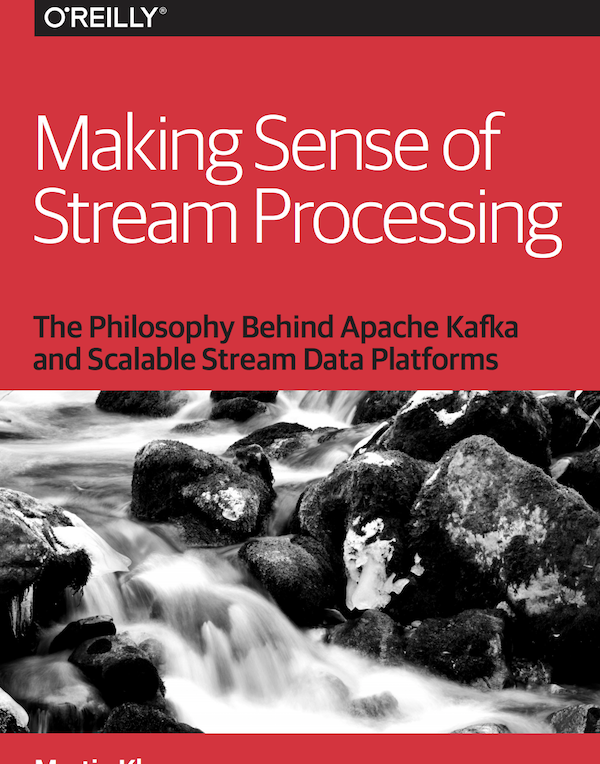 O'REILLY®
Making Sense of
Stream Processing
The Philosophy Behind Apache Kafka
and Scalable Stream Data Platforms